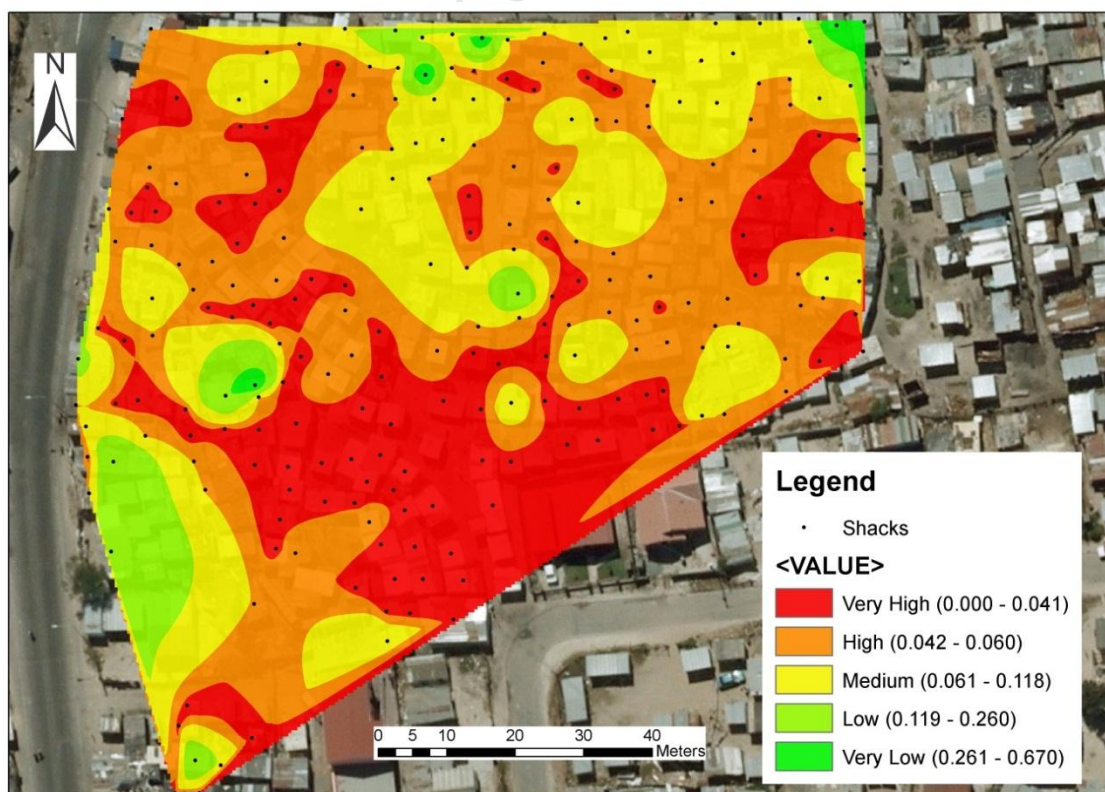 N
Legend
Shacks
<VALUE>
Very High (0.000 - 0.041)
High (0.042 - 0.060)
Medium (0.061 - 0.118)
Low (0.119 - 0.260)
Very Low (0.261 - 0.670)
0 5 10 20 30 40
Meters